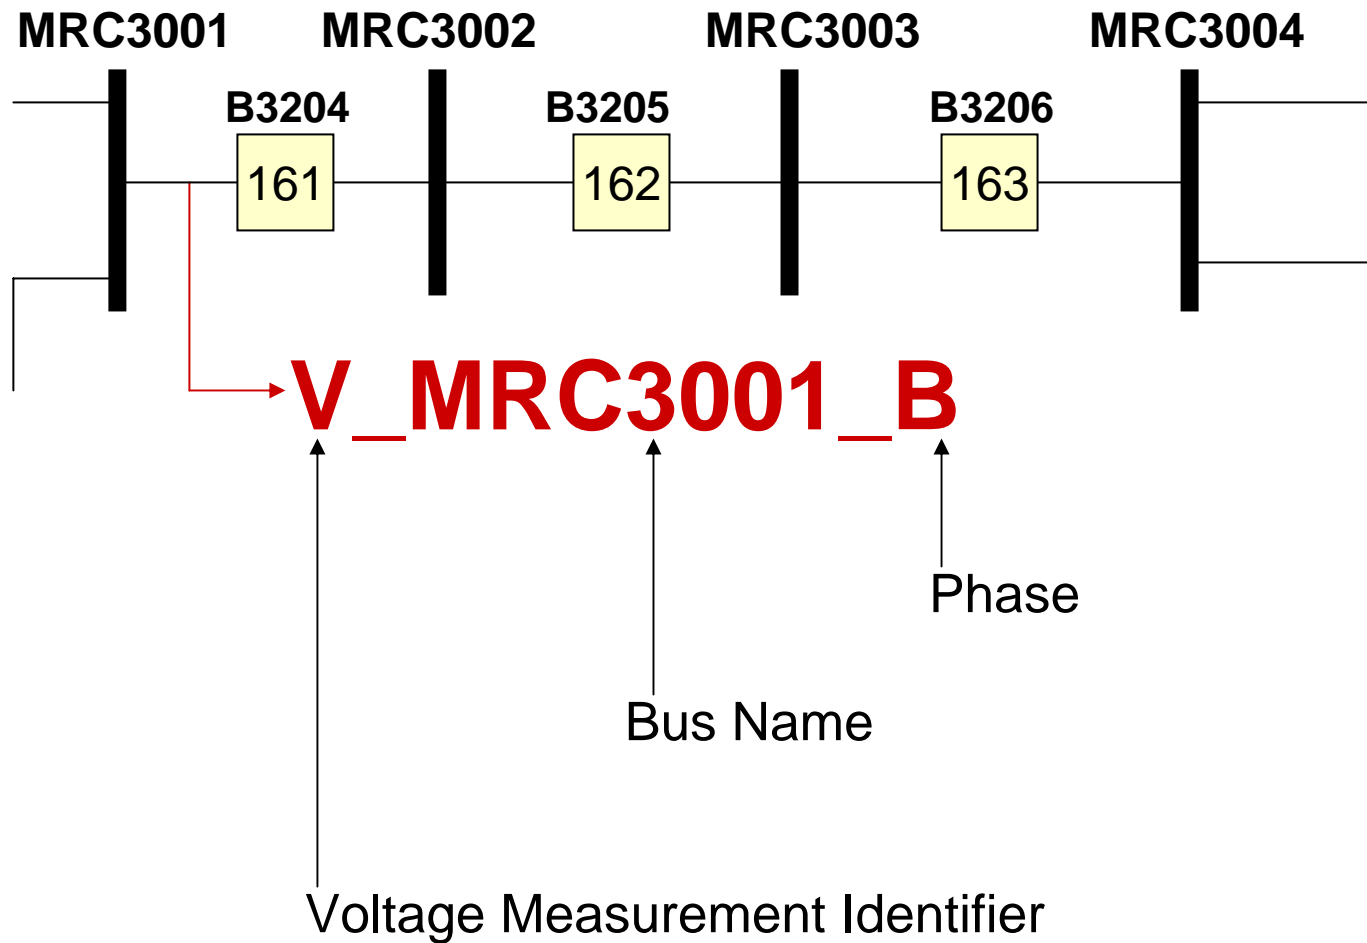 MRC3001 MRC3002 MRC3003 MRC3004
B3204 B3205 B3206
161 162 163
V_MRC3001_B
Phase
Bus Name
Voltage Measurement Identifier